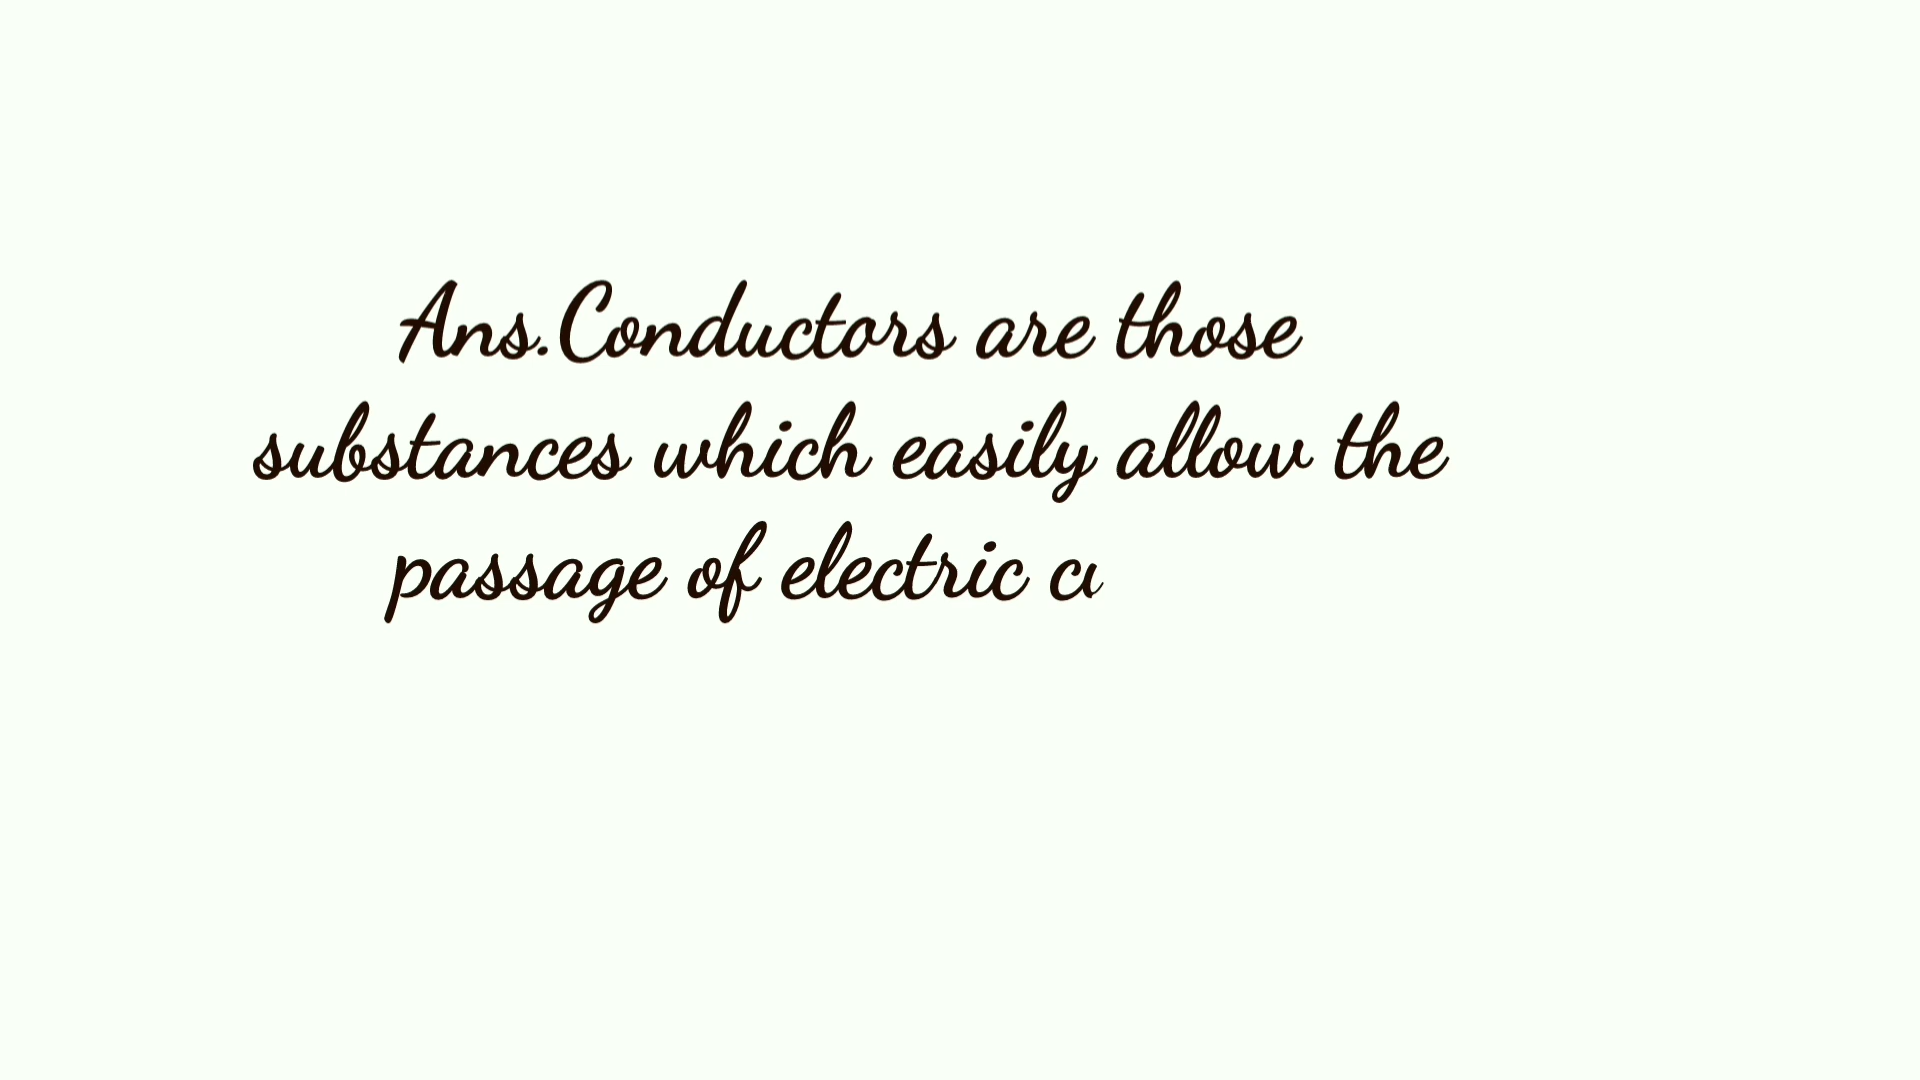 Ans.Conductors are those
substances which easily allow the
passage of electric